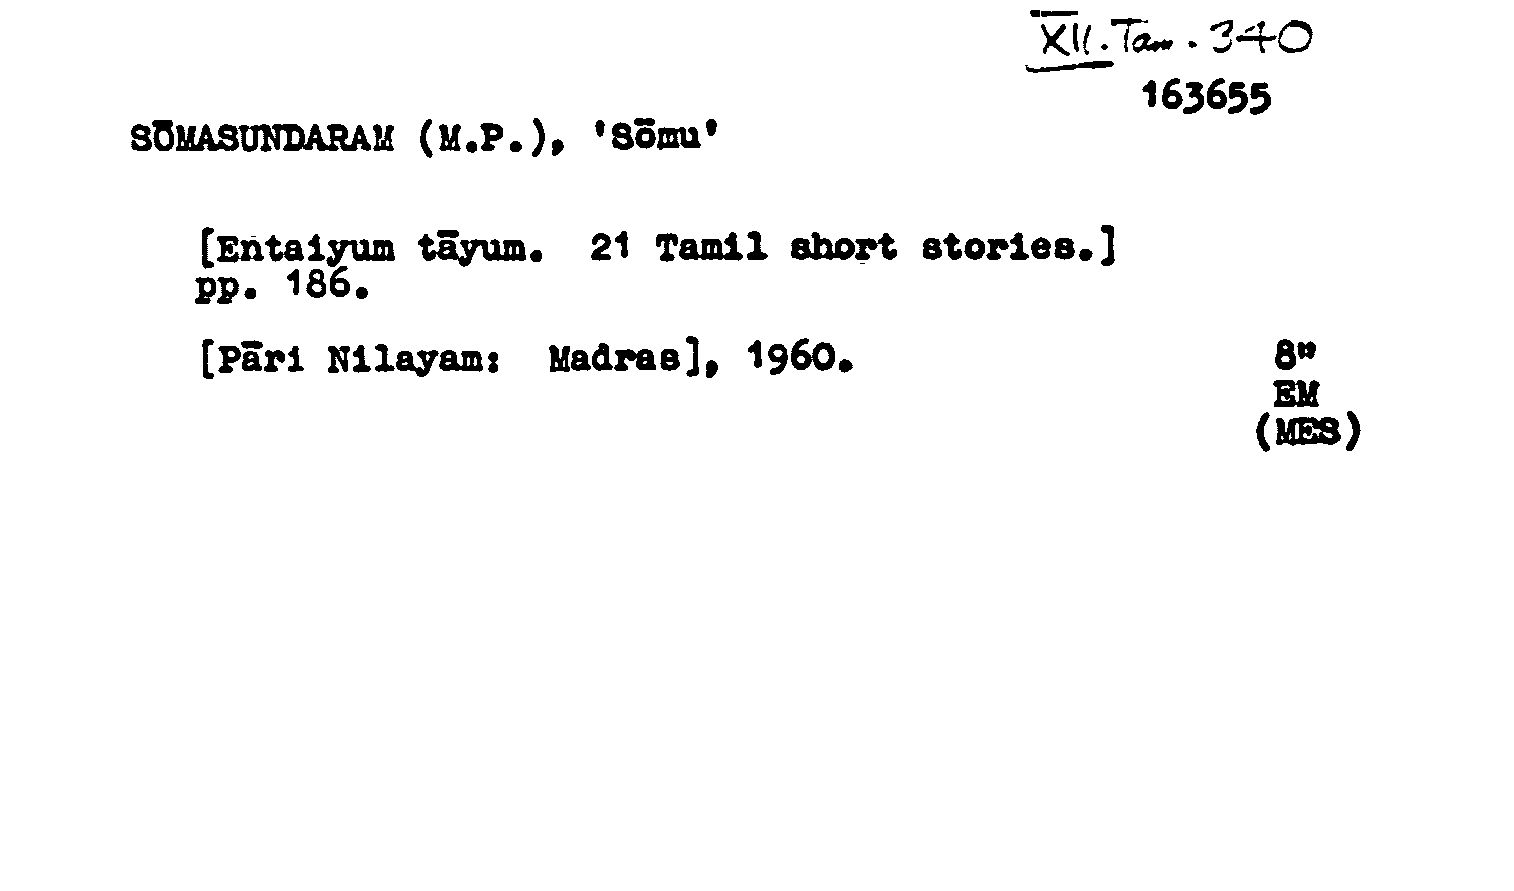 XII. Tam. 340
163655
SŌMASUNDARAM (M.P.), 'Sōmu'
[Entaiyum tāyum. 21 Tamil short stories.]
pp. 186.
[Pāri Nilayam: Madras], 1960.
8"
EM
(MES)